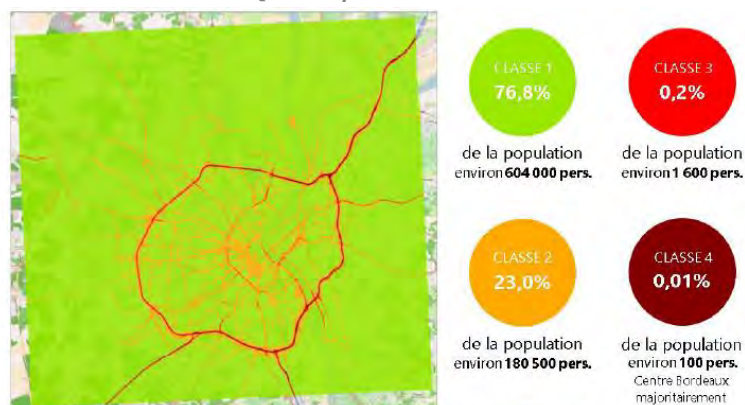 CLASSE 1
76,8%
de la population
environ 604 000 pers.
CLASSE 3
0,2%
de la population
environ 1 600 pers.
CLASSE 2
23,0%
de la population
environ 180 500 pers.
CLASSE 4
0,01%
de la population
environ 100 pers.
Centre Bordeaux
majoritairement